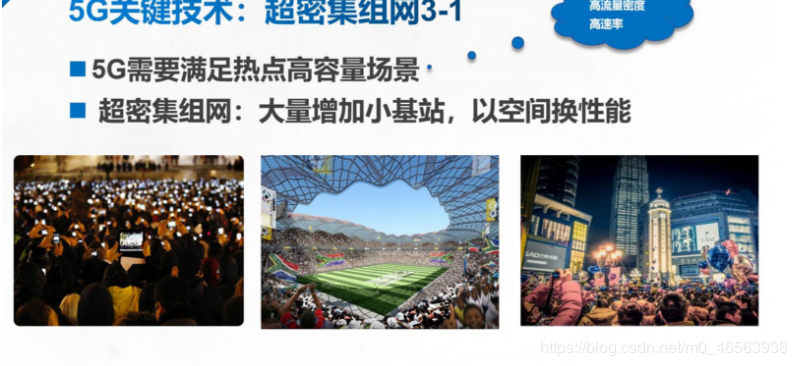 5G关键技术：超密集组网3-1
高流量密度
高速率
5G需要满足热点高容量场景
超密集组网：大量增加小基站，以空间换性能
https://blog.csdn.net/m0_46563938